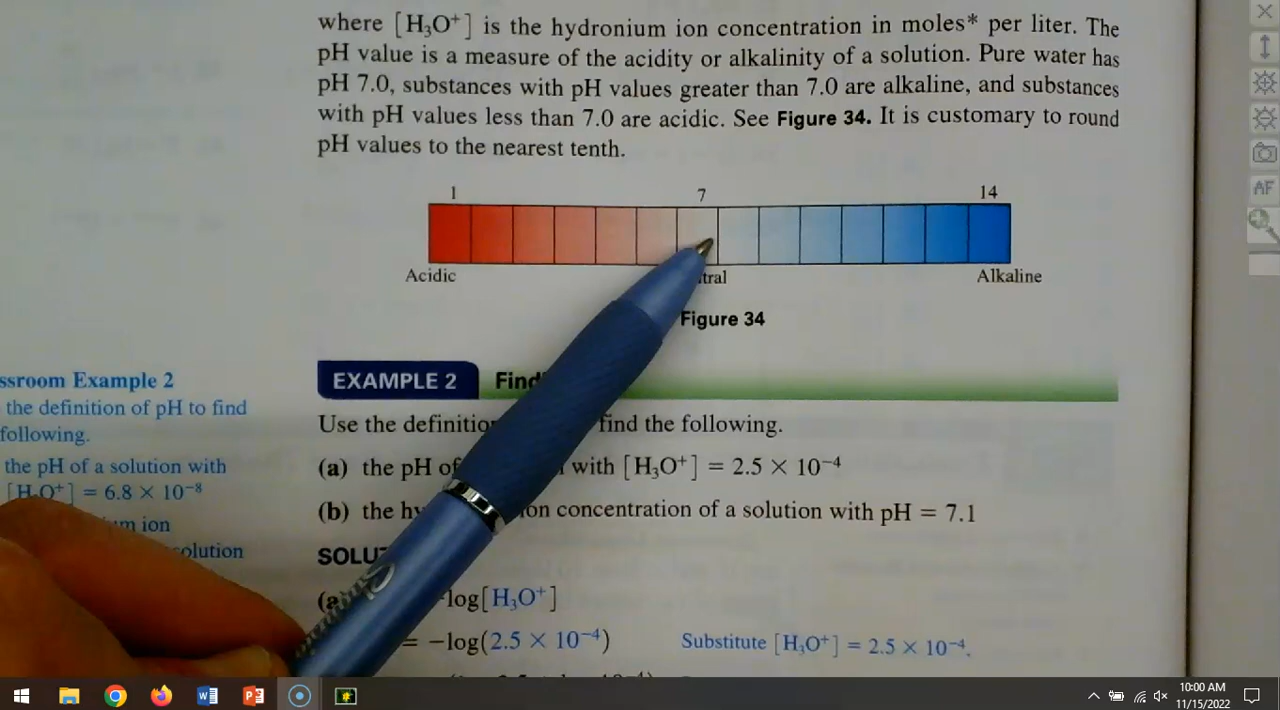 where [H₃O⁺] is the hydronium ion concentration in moles* per liter. The
pH value is a measure of the acidity or alkalinity of a solution. Pure water has
pH 7.0, substances with pH values greater than 7.0 are alkaline, and substances
with pH values less than 7.0 are acidic. See Figure 34. It is customary to round
pH values to the nearest tenth.
1 7 14
Acidic tral Alkaline
Figure 34
EXAMPLE 2 Find
Use the definitio find the following.
(a) the pH of with [H₃O⁺] = 2.5 × 10⁻⁴
(b) the hy on concentration of a solution with pH = 7.1
SOLU
(a) -log[H₃O⁺]
= −log(2.5 × 10⁻⁴) Substitute [H₃O⁺] = 2.5 × 10⁻⁴.
ssroom Example 2
the definition of pH to find
following.
the pH of a solution with
[H₃O⁺] = 6.8 × 10⁻⁸
um ion
olution
AF
10:00 AM
11/15/2022